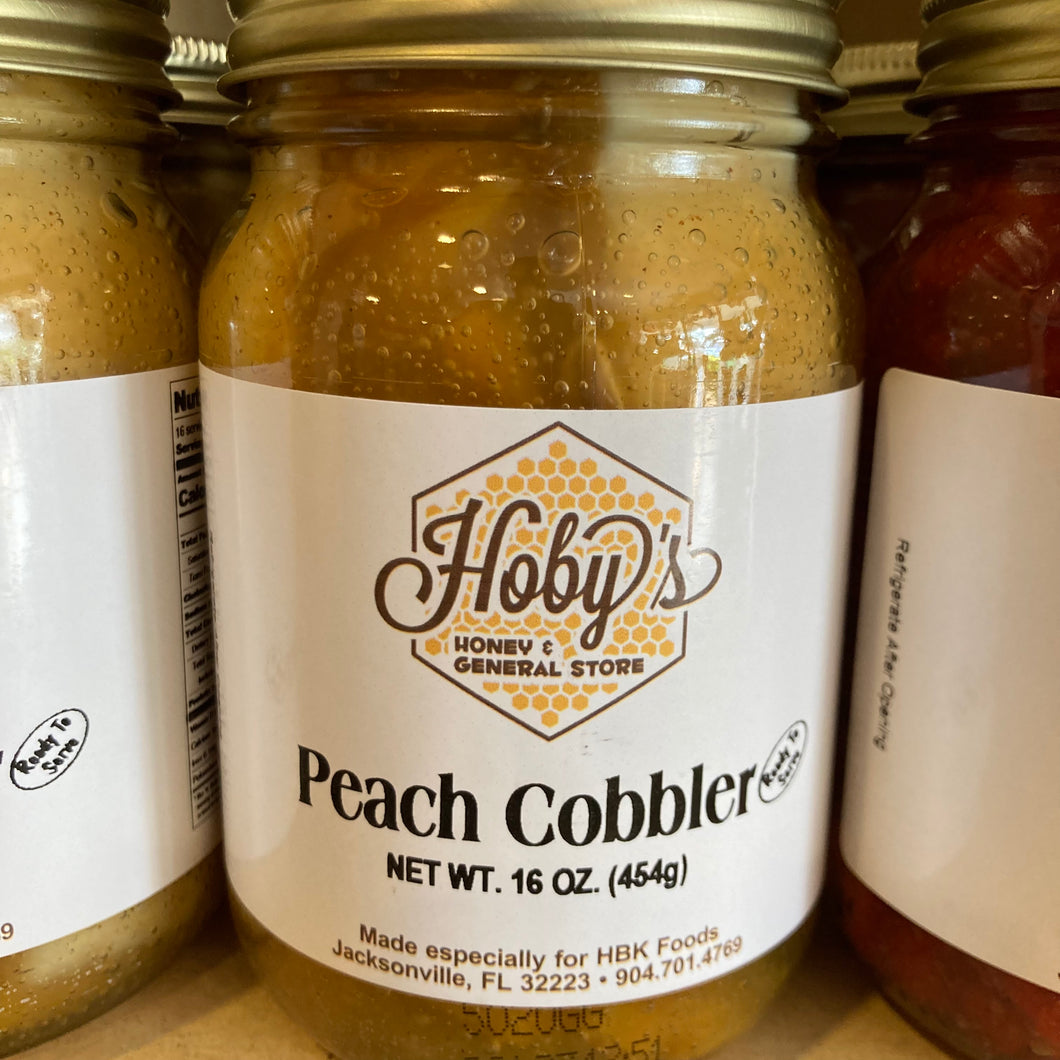 Hoby's
HONEY &
GENERAL STORE
Peach Cobbler
Ready To
Serve
NET WT. 16 OZ. (454g)
Made especially for HBK Foods
Jacksonville, FL 32223 • 904.701.4769
Ready To
Serve
Refrigerate After Opening